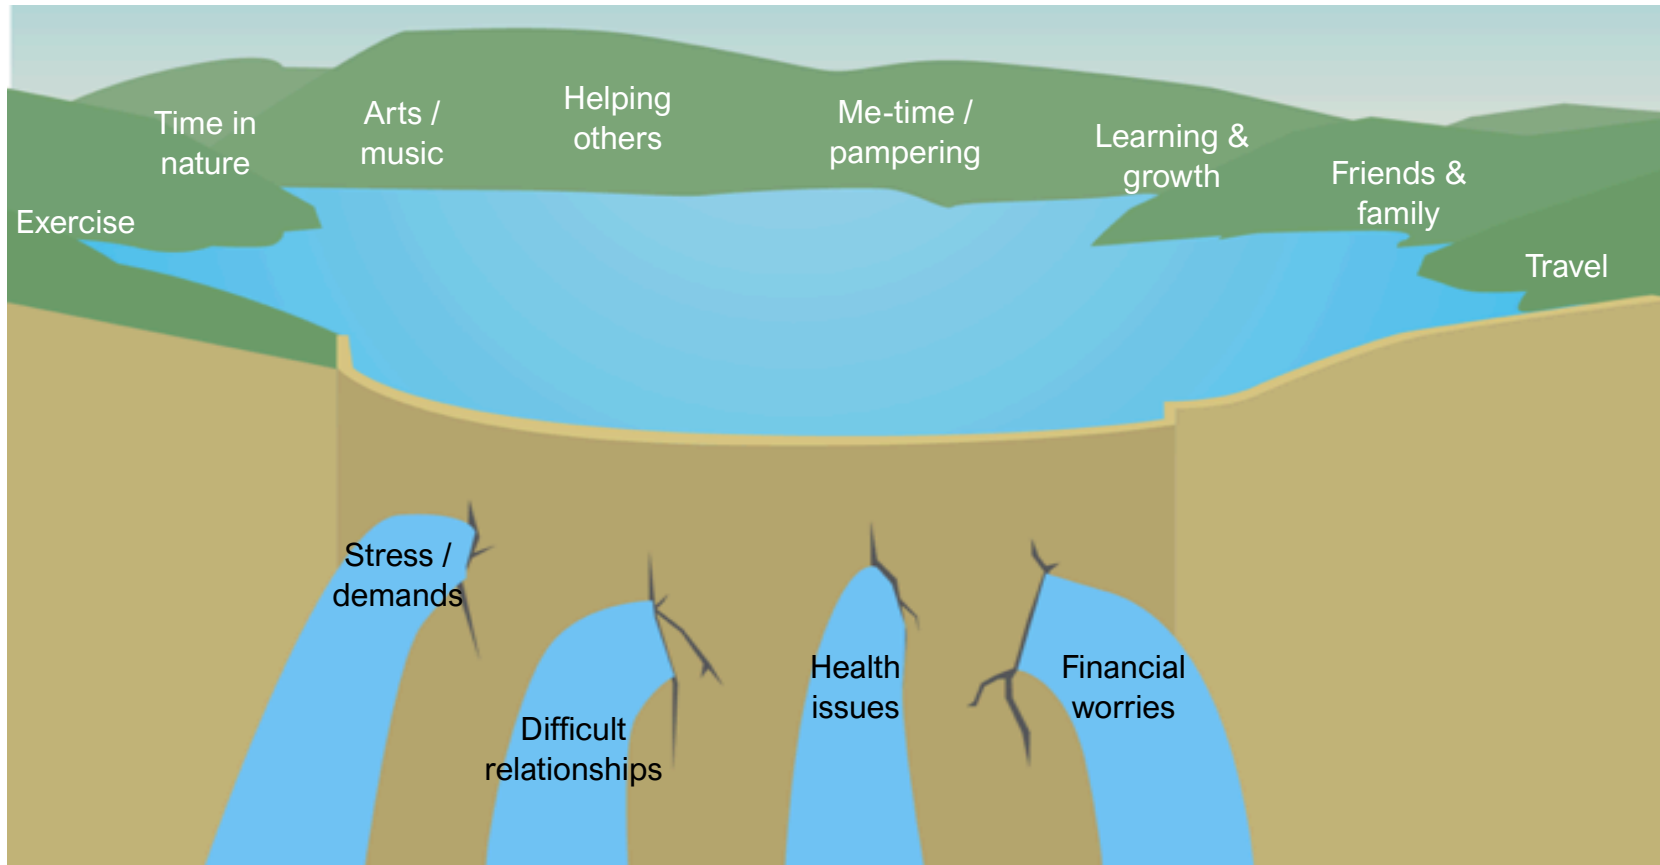 Time in
nature
Arts /
music
Helping
others
Me-time /
pampering
Learning &
growth
Friends &
family
Exercise
Travel
Stress /
demands
Difficult
relationships
Health
issues
Financial
worries